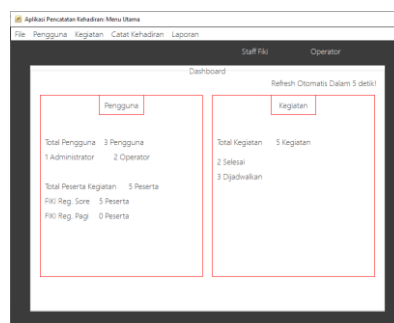 Aplikasi Pencatatan Kehadiran: Menu Utama
File Pengguna Kegiatan Catat Kehadiran Laporan
Staff Fiki Operator
Dashboard
Refresh Otomatis Dalam 5 detik!
Pengguna
Total Pengguna 3 Pengguna
1 Administrator 2 Operator
Total Peserta Kegiatan 5 Peserta
FIKI Reg. Sore 5 Peserta
FIKI Reg. Pagi 0 Peserta
Kegiatan
Total Kegiatan 5 Kegiatan
2 Selesai
3 Dijadwalkan